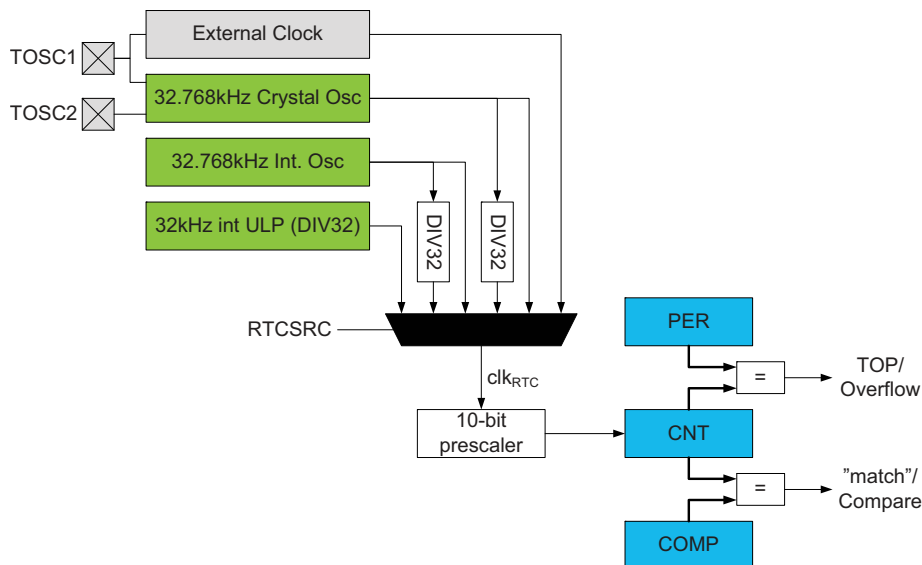 External Clock
TOSC1
32.768kHz Crystal Osc
TOSC2
32.768kHz Int. Osc
32kHz int ULP (DIV32)
DIV32
DIV32
RTCSRC
PER
clkRTC
=
TOP/
Overflow
10-bit
prescaler
CNT
=
"match"/
Compare
COMP